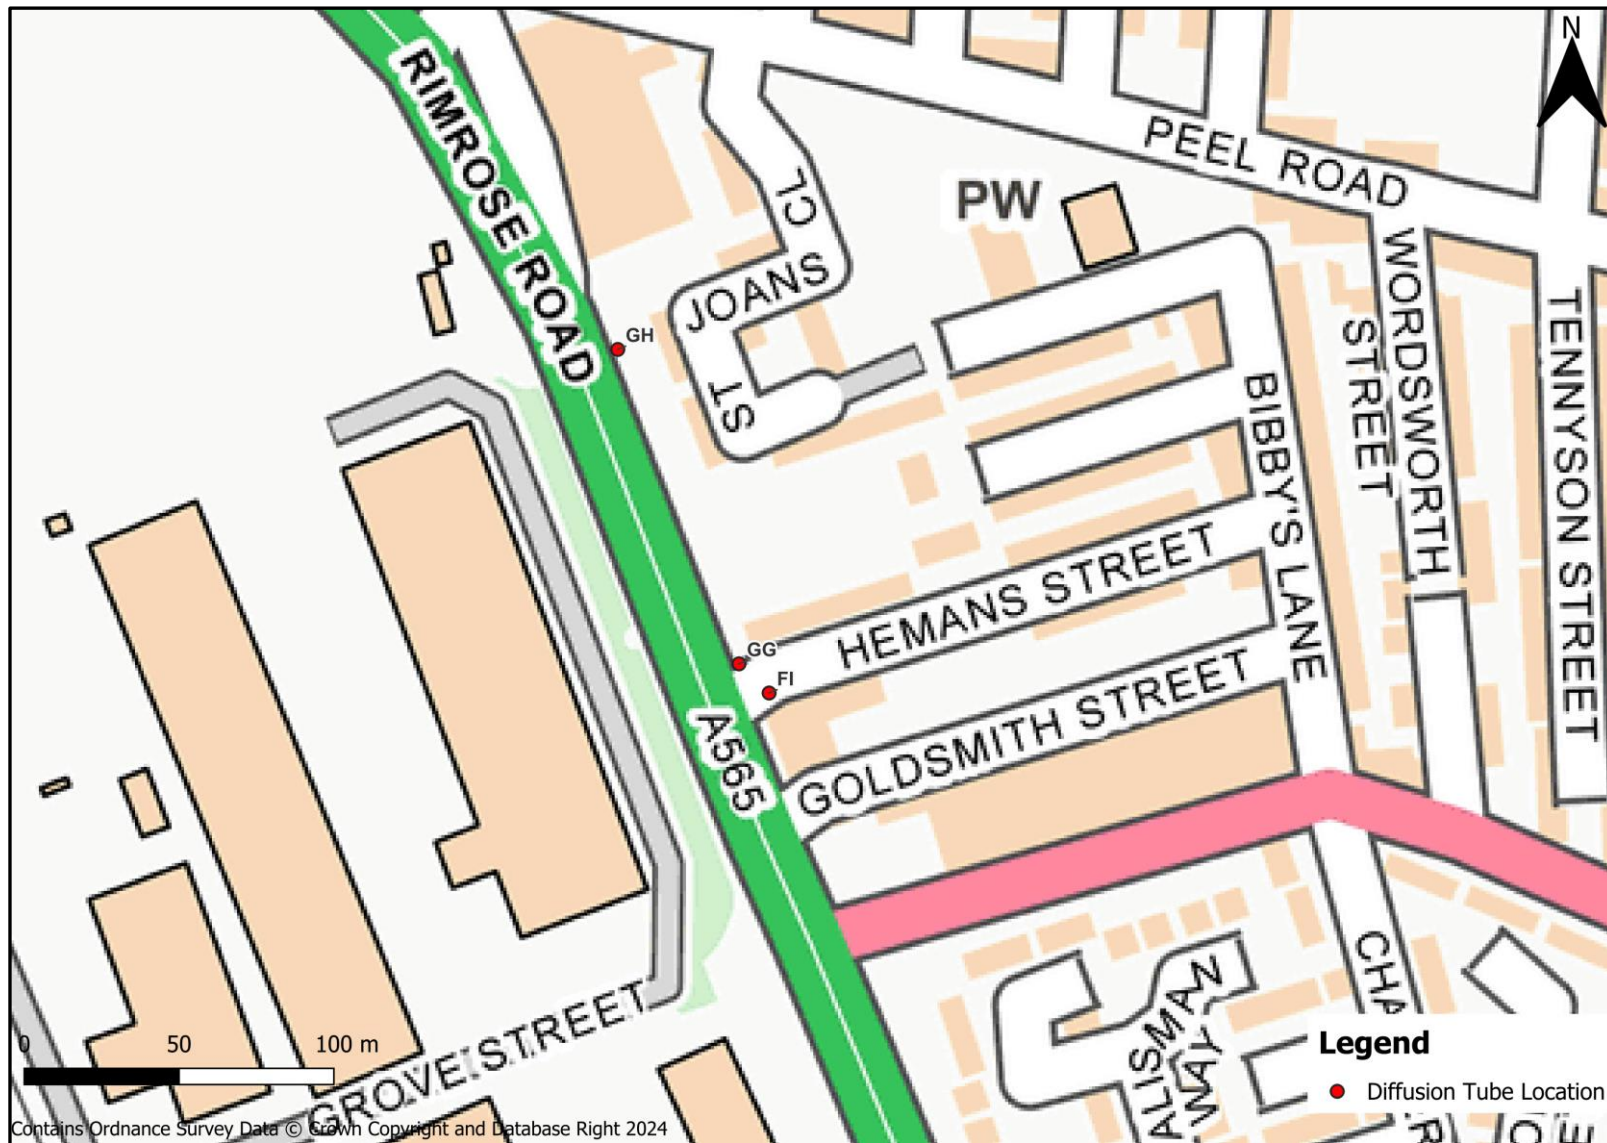 N
RIMROSE ROAD
PEEL ROAD
PW
ST
JOANS
CL
WORDSWORTH
STREET
TENNYSON STREET
GH
BIBBY'S LANE
HEMANS STREET
GG
FI
GOLDSMITH STREET
A565
GROVE STREET
0 50 100 m
Legend
Diffusion Tube Location
Contains Ordnance Survey Data © Crown Copyright and Database Right 2024